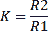 K = R2/R1